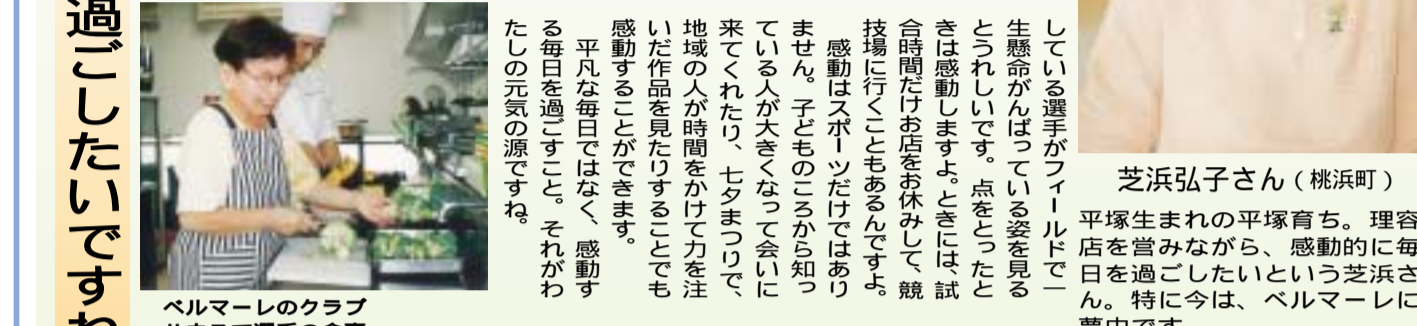 過ごしたいですね
している選手がフィールドで一
生懸命がんばっている姿を見る
とうれしいです。点をとったと
きは感動しますよ。ときには、試
合時間だけお店をお休みして、競
技場に行くこともあるんですよ。
感動はスポーツだけではあり
ません。子どものころから知っ
ている人が大きくなって会いに
来てくれたり、七夕まつりで、
地域の人が時間をかけて力を注
いだ作品を見たりすることでも
感動することができます。
平凡な毎日ではなく、感動す
る毎日を過ごすこと。それがわ
たしの元気の源ですね。
芝浜弘子さん（桃浜町）
平塚生まれの平塚育ち。理容
店を営みながら、感動的に毎
日を過ごしたいという芝浜さ
ん。特に今は、ベルマーレに
夢中です
ベルマーレのクラブ